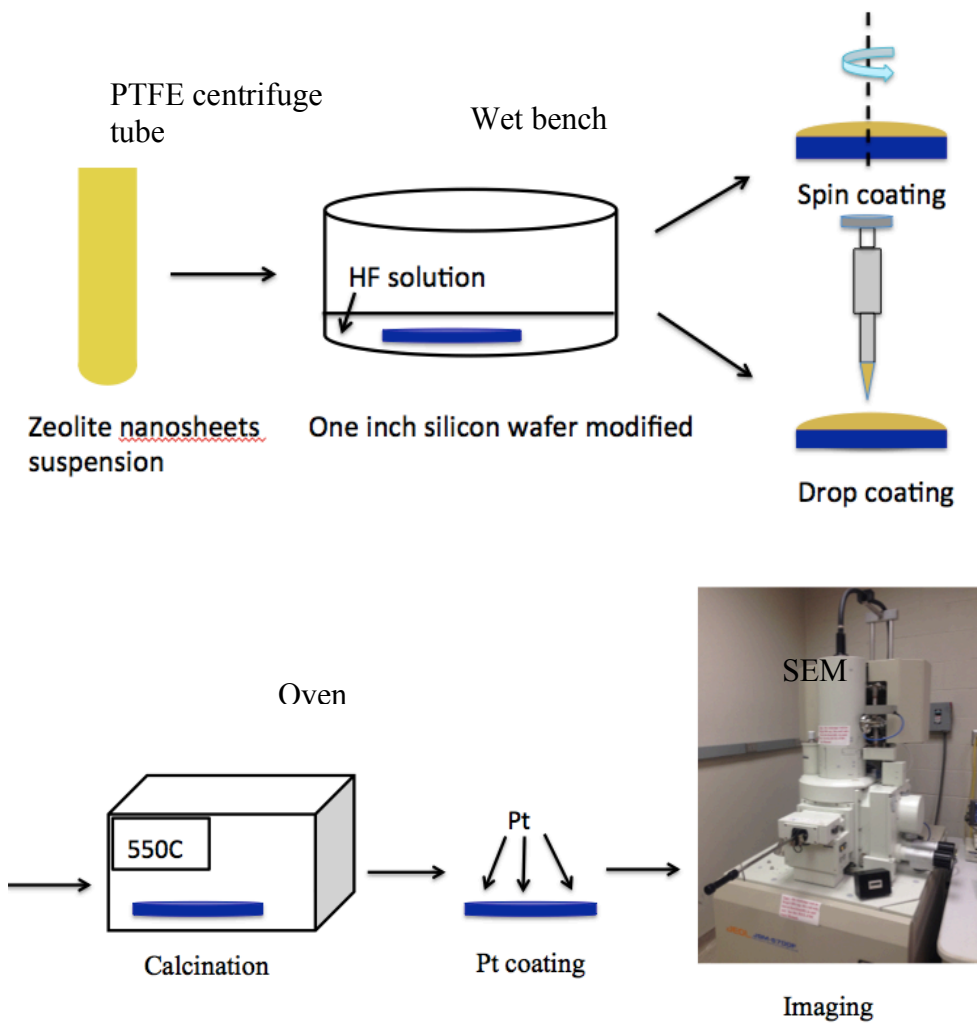 PTFE centrifuge
tube
Wet bench
Spin coating
HF solution
Zeolite nanosheets
suspension
One inch silicon wafer modified
Drop coating
Oven
SEM
550C
Pt
Calcination
Pt coating
Imaging